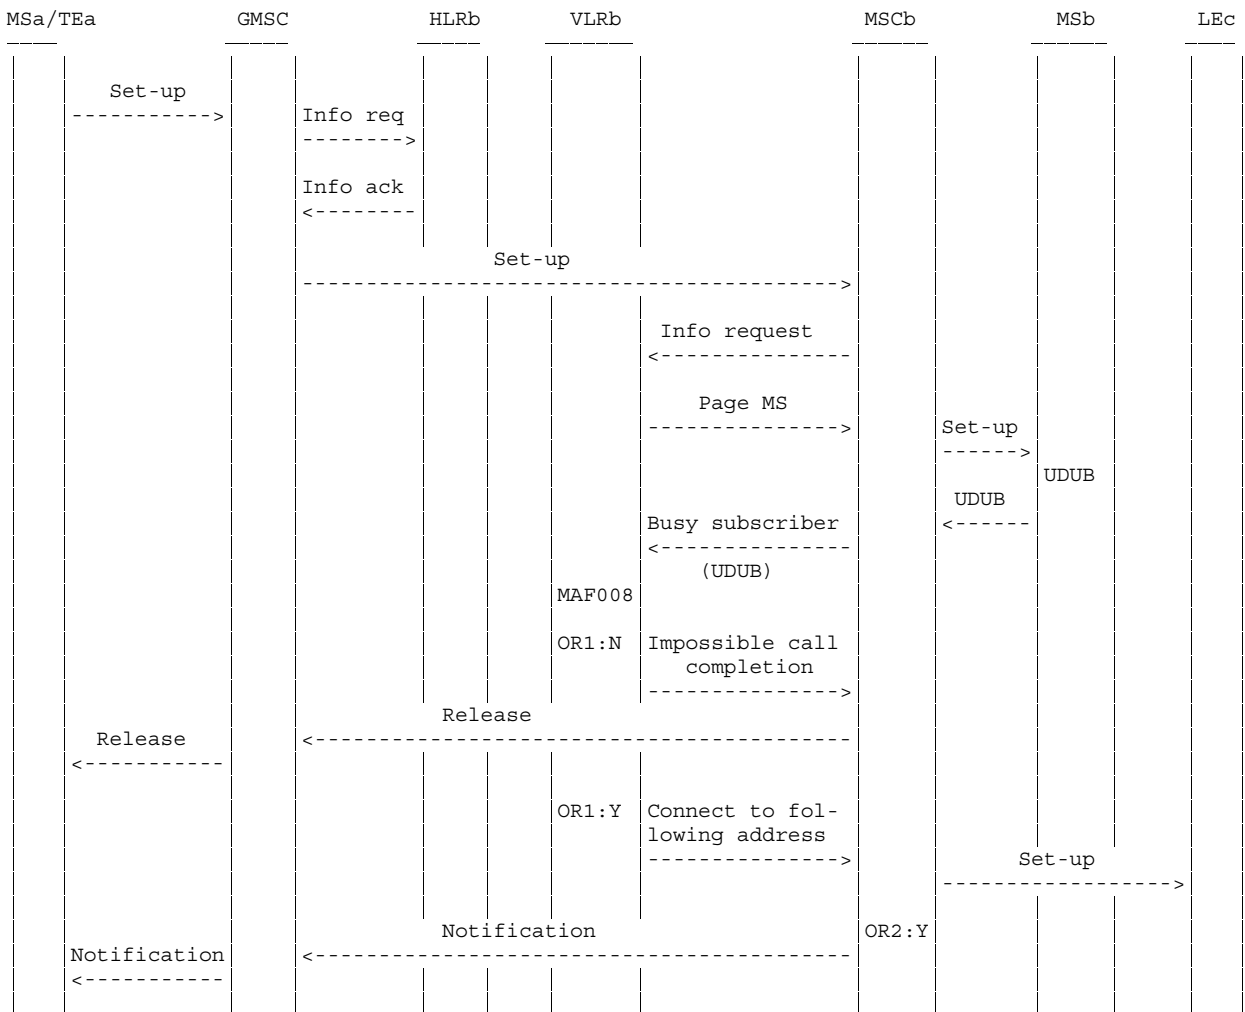 MSa/TEa GMSC HLRb VLRb MSCb MSb LEc
Set-up
Info req
Info ack
Set-up
Info request
Page MS
Set-up
UDUB
UDUB
Busy subscriber
(UDUB)
MAF008
OR1:N Impossible call
completion
Release
Release
OR1:Y Connect to fol-
lowing address
Set-up
Notification OR2:Y
Notification